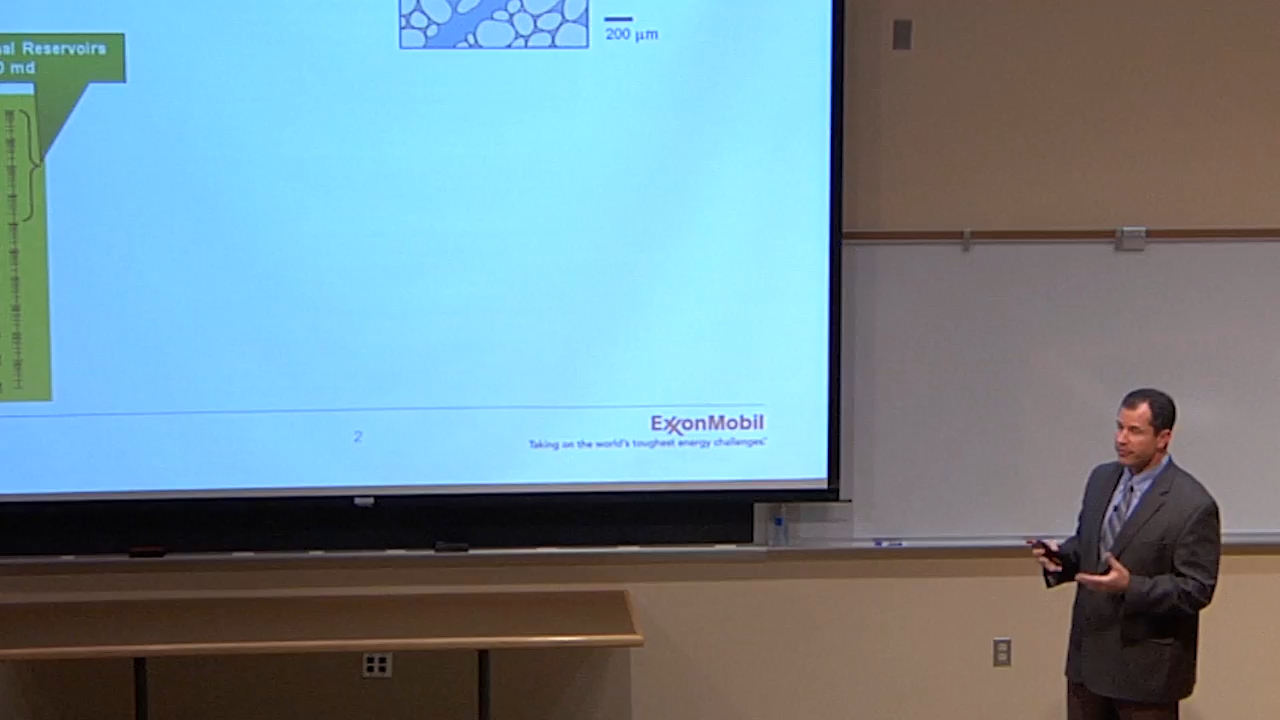 200 µm
al Reservoirs
0 md
2
ExxonMobil
Taking on the world's toughest energy challenges.